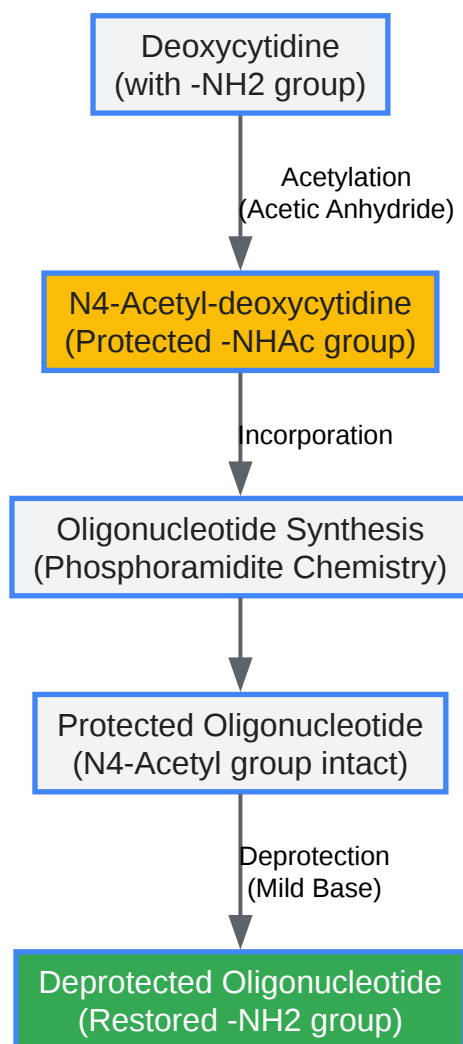 Deoxycytidine
(with -NH2 group)
Acetylation
(Acetic Anhydride)
N4-Acetyl-deoxycytidine
(Protected -NHAc group)
Incorporation
Oligonucleotide Synthesis
(Phosphoramidite Chemistry)
Protected Oligonucleotide
(N4-Acetyl group intact)
Deprotection
(Mild Base)
Deprotected Oligonucleotide
(Restored -NH2 group)